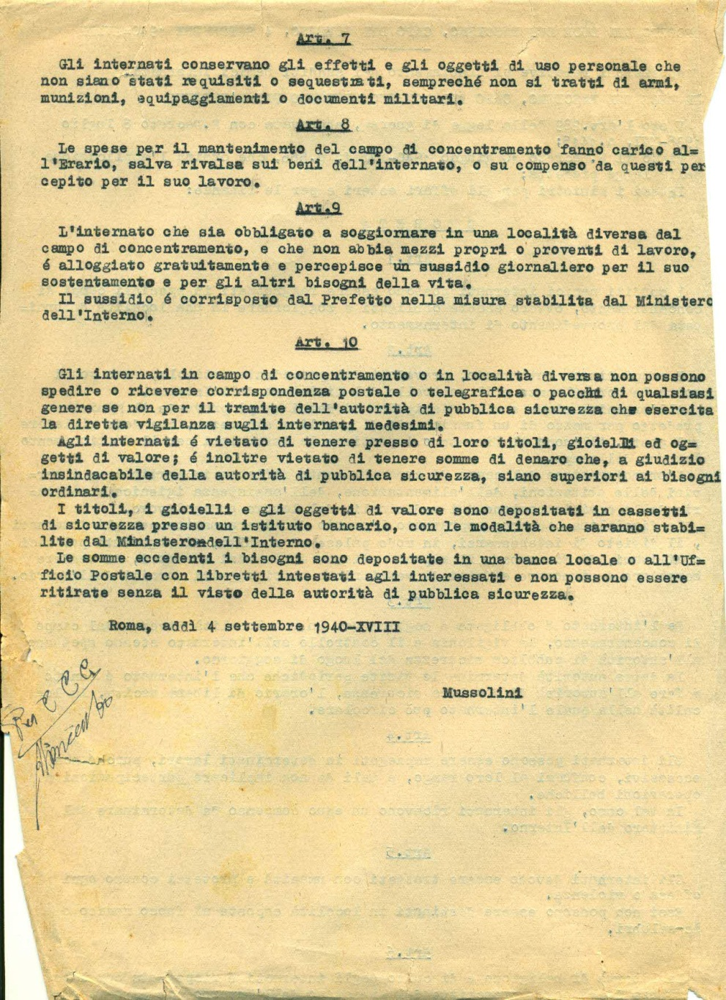 Art. 7
Gli internati conservano gli effetti e gli oggetti di uso personale che
non siano stati requisiti o sequestrati, sempreché non si tratti di armi,
munizioni, equipaggiamenti o documenti militari.
Art. 8
Le spese per il mantenimento del campo di concentramento fanno carico al=
l'Erario, salva rivalsa sui beni dell'internato, o su compenso da questi per
cepito per il suo lavoro.
Art.9
L'internato che sia obbligato a soggiornare in una località diversa dal
campo di concentramento, e che non abbia mezzi propri o proventi di lavoro,
é alloggiato gratuitamente e percepisce un sussidio giornaliero per il suo
sostentamento e per gli altri bisogni della vita.
Il sussidio é corrisposto dal Prefetto nella misura stabilita dal Ministero
dell'Interno.
Art. 10
Gli internati in campo di concentramento o in località diversa non possono
spedire o ricevere corrispondenza postale o telegrafica o pacchi di qualsiasi
genere se non per il tramite dell'autorità di pubblica sicurezza che esercita
la diretta vigilanza sugli internati medesimi.
Agli internati é vietato di tenere presso di loro titoli, gioielli ed og=
getti di valore; é inoltre vietato di tenere somme di denaro che, a giudizio
insindacabile della autorità di pubblica sicurezza, siano superiori ai bisogni
ordinari.
I titoli, i gioielli e gli oggetti di valore sono depositati in cassetti
di sicurezza presso un istituto bancario, con le modalità che saranno stabi=
lite dal Ministero dell'Interno.
Le somme eccedenti i bisogni sono depositate in una banca locale o all'Uf=
ficio Postale con libretti intestati agli interessati e non possono essere
ritirate senza il visto della autorità di pubblica sicurezza.
Roma, addì 4 settembre 1940-XVIII
Mussolini
Per C C C